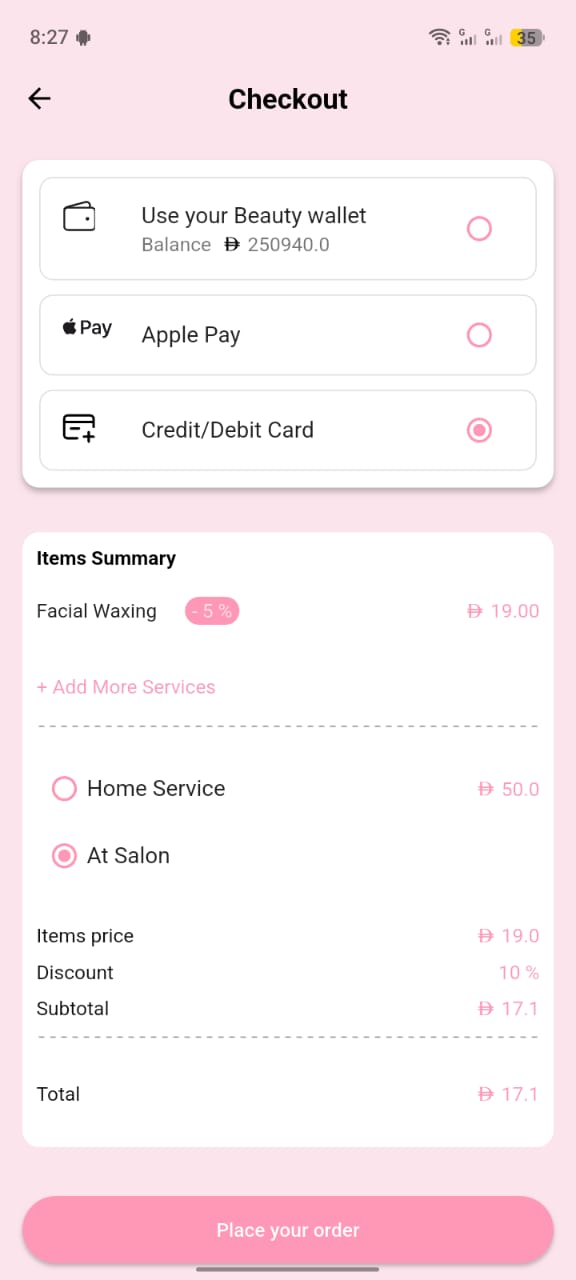 8:27
G G 35
Checkout
Use your Beauty wallet
Balance 250940.0
Pay Apple Pay
Credit/Debit Card
Items Summary
Facial Waxing - 5 % 19.00
+ Add More Services
Home Service 50.0
At Salon
Items price 19.0
Discount 10 %
Subtotal 17.1
Total 17.1
Place your order